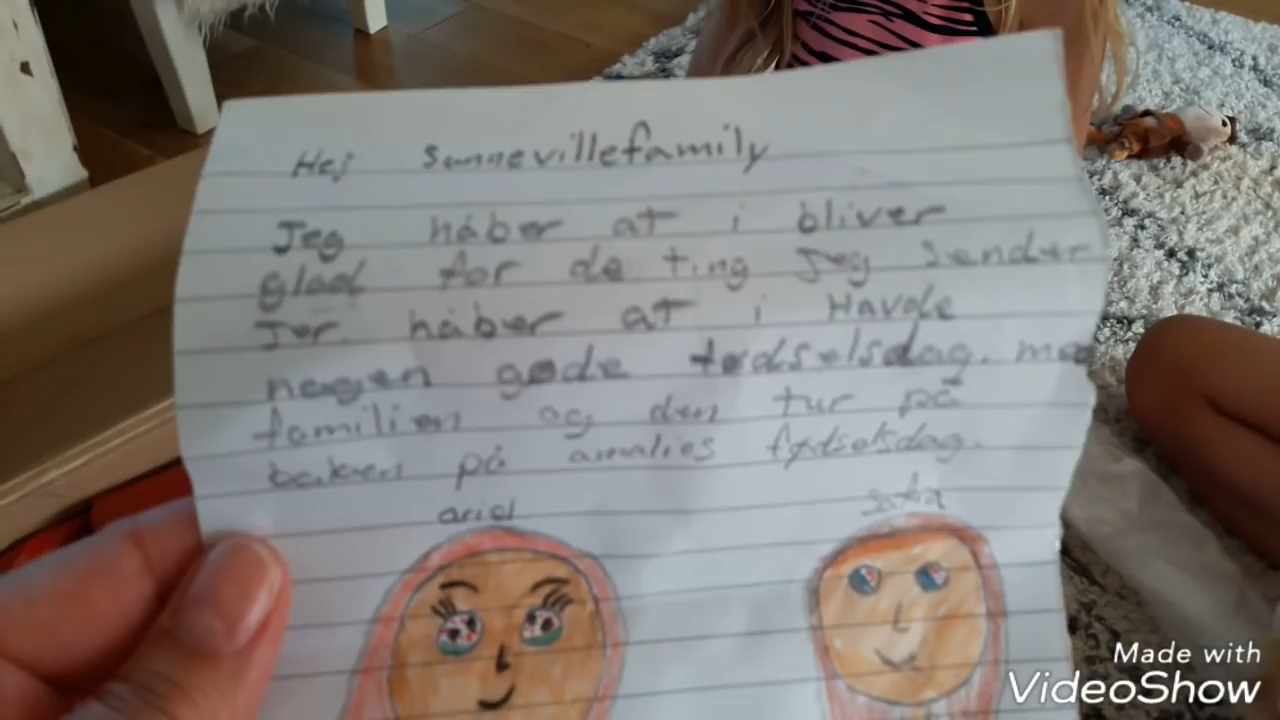 Hej sunnevillefamily
Jeg håber at i bliver
glad for de ting Jeg sender
Jer håber at i Havde
nogen gode fødselsdag. med
familien og den tur på
bakken på amalies fødselsdag.
ariel
Made with
VideoShow